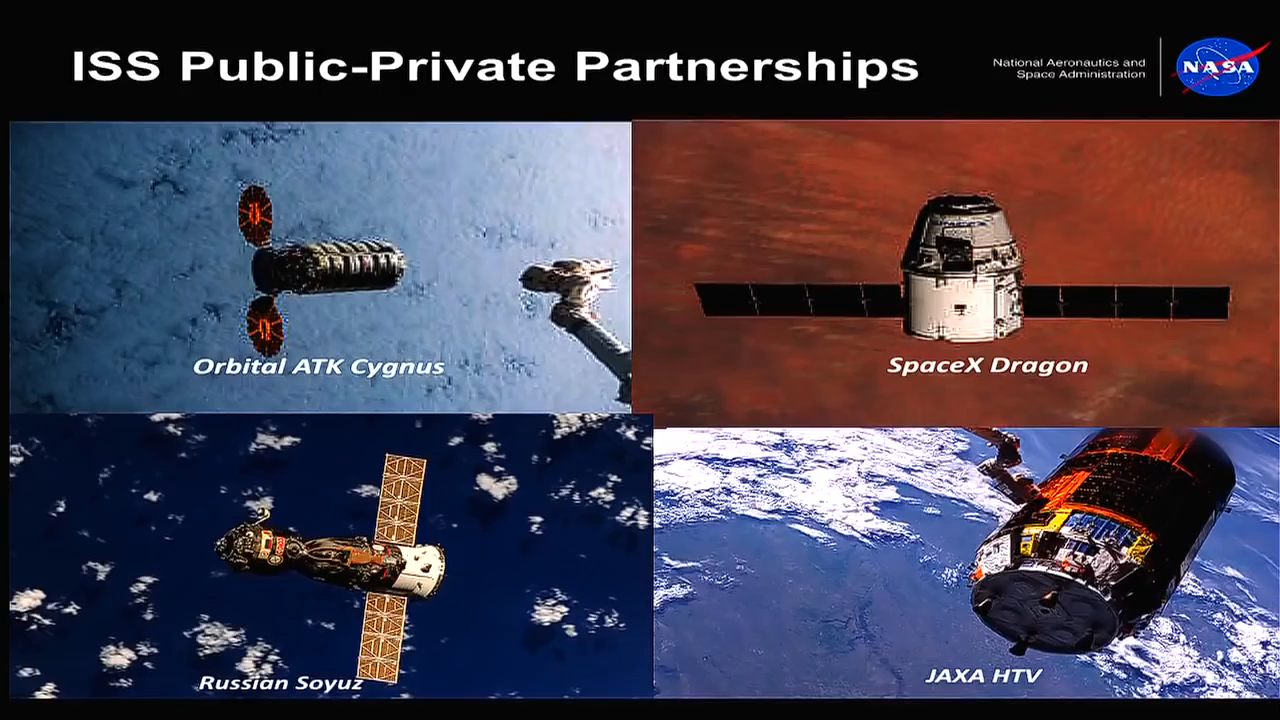 ISS Public-Private Partnerships
National Aeronautics and
Space Administration
NASA
Orbital ATK Cygnus
SpaceX Dragon
Russian Soyuz
JAXA HTV